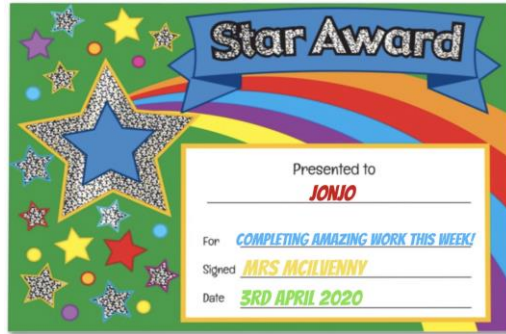 Star Award
Presented to
JONJO
For COMPLETING AMAZING WORK THIS WEEK!
Signed MRS MCILVENNY
Date 3RD APRIL 2020